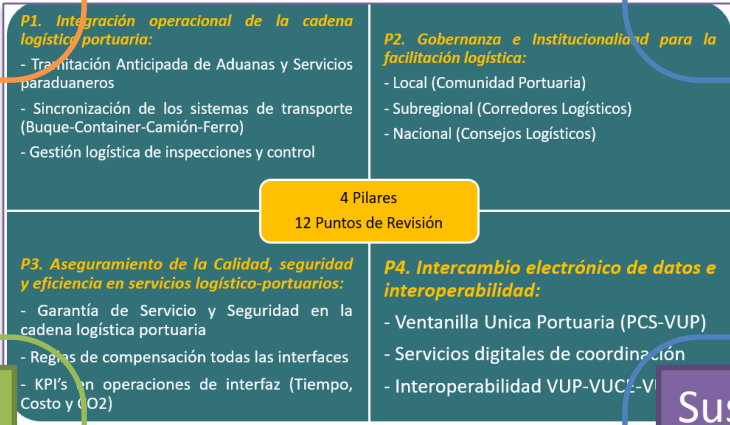 P1. Integración operacional de la cadena
logística portuaria:
- Tramitación Anticipada de Aduanas y Servicios
paraduaneros
- Sincronización de los sistemas de transporte
(Buque-Container-Camión-Ferro)
- Gestión logística de inspecciones y control
P2. Gobernanza e Institucionalidad para la
facilitación logística:
- Local (Comunidad Portuaria)
- Subregional (Corredores Logísticos)
- Nacional (Consejos Logísticos)
4 Pilares
12 Puntos de Revisión
P3. Aseguramiento de la Calidad, seguridad
y eficiencia en servicios logístico-portuarios:
- Garantía de Servicio y Seguridad en la
cadena logística portuaria
- Reglas de compensación todas las interfaces
- KPI’s en operaciones de interfaz (Tiempo,
Costo y CO2)
P4. Intercambio electrónico de datos e
interoperabilidad:
- Ventanilla Unica Portuaria (PCS-VUP)
- Servicios digitales de coordinación
- Interoperabilidad VUP-VUCE-